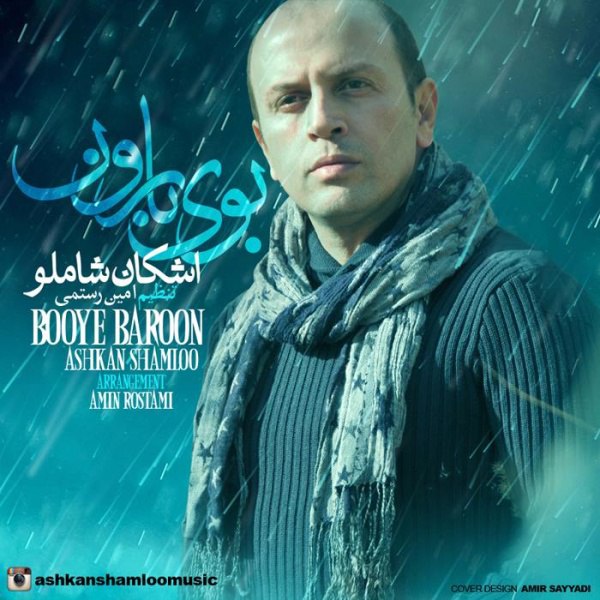 بوی بارون
اشکان شاملو
تنظیم امین رستمی
BOOYE BAROON
ASHKAN SHAMLOO
ARRANGEMENT
AMIN ROSTAMI
ashkanshamloomusic
COVER DESIGN AMIR SAYYADI